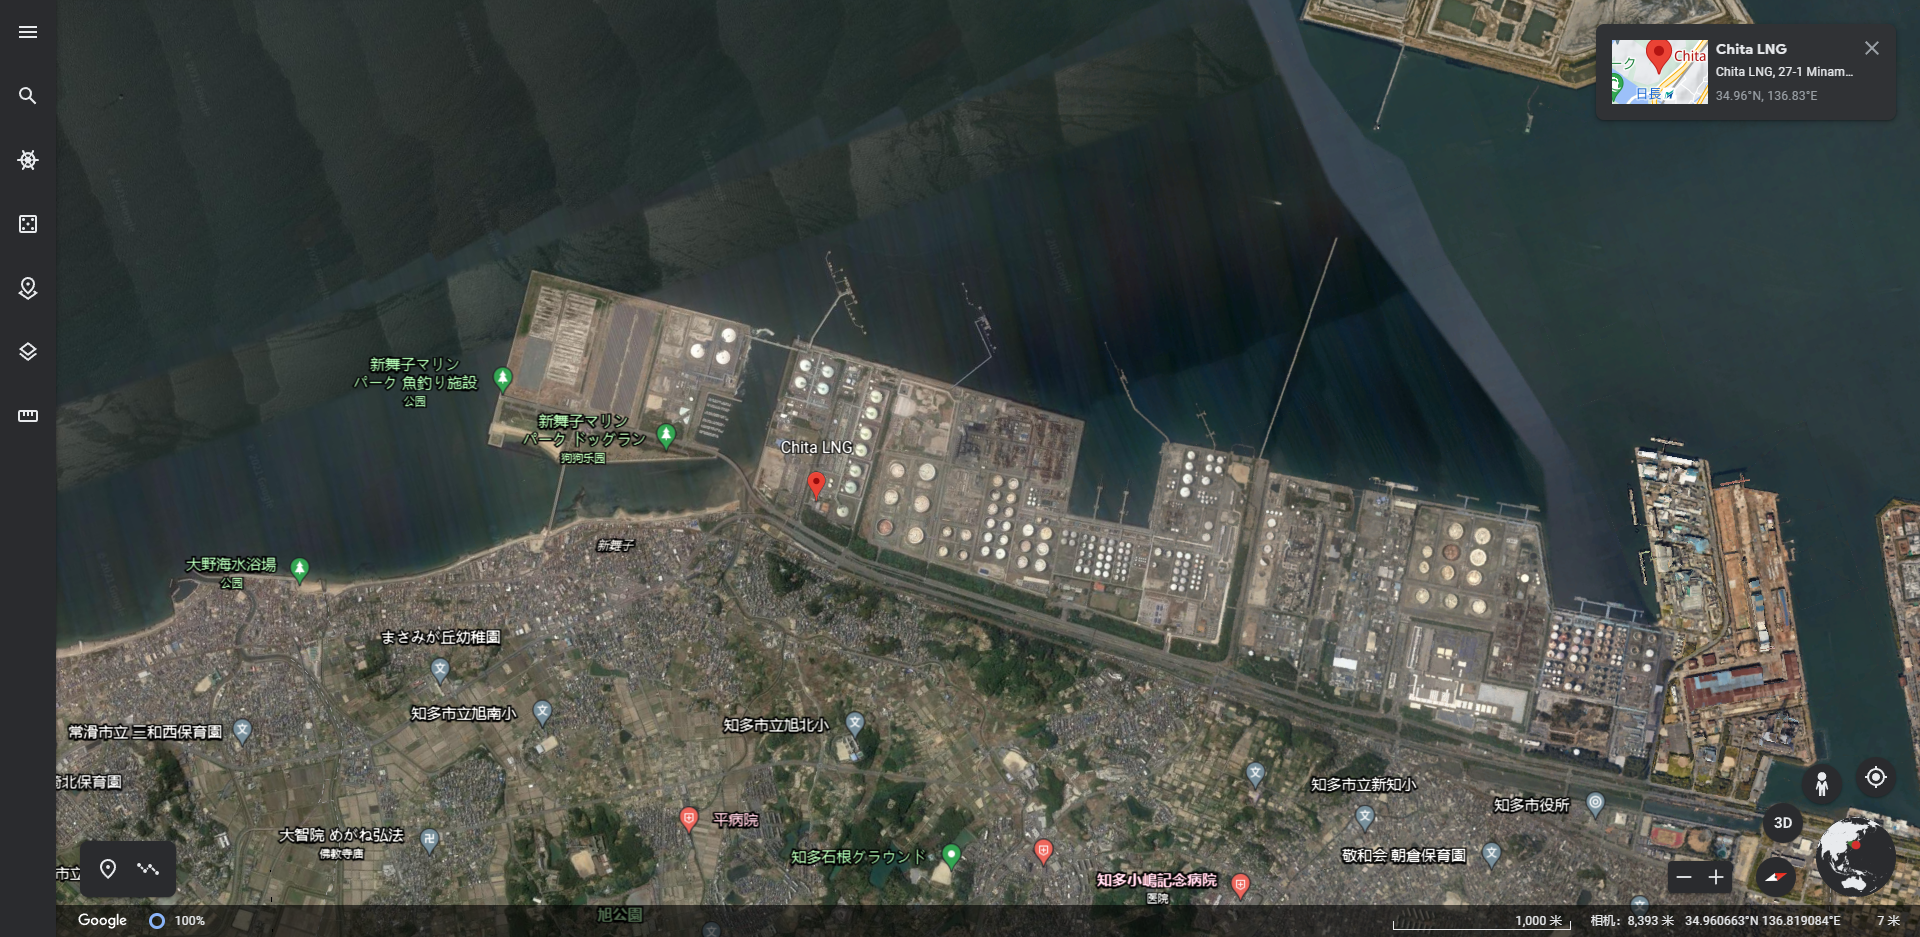 Chita LNG
Chita LNG, 27-1 Minam...
34.96°N, 136.83°E
Chita
ーク
日長
新舞子マリン
パーク 魚釣り施設
公园
新舞子マリン
パーク ドッグラン
狗狗乐园
Chita LNG
新舞子
大野海水浴場
公园
まさみが丘幼稚園
知多市立旭南小
知多市立旭北小
常滑市立 三和西保育園
北保育園
大智院 めがね弘法
佛教寺庙
平病院
知多石根グラウンド
知多市立新知小
知多市役所
敬和会 朝倉保育園
知多小嶋記念病院
医院
旭公園
市立
3D
Google
100%
1,000 米
相机：8,393 米
34.960663°N 136.819084°E
7 米